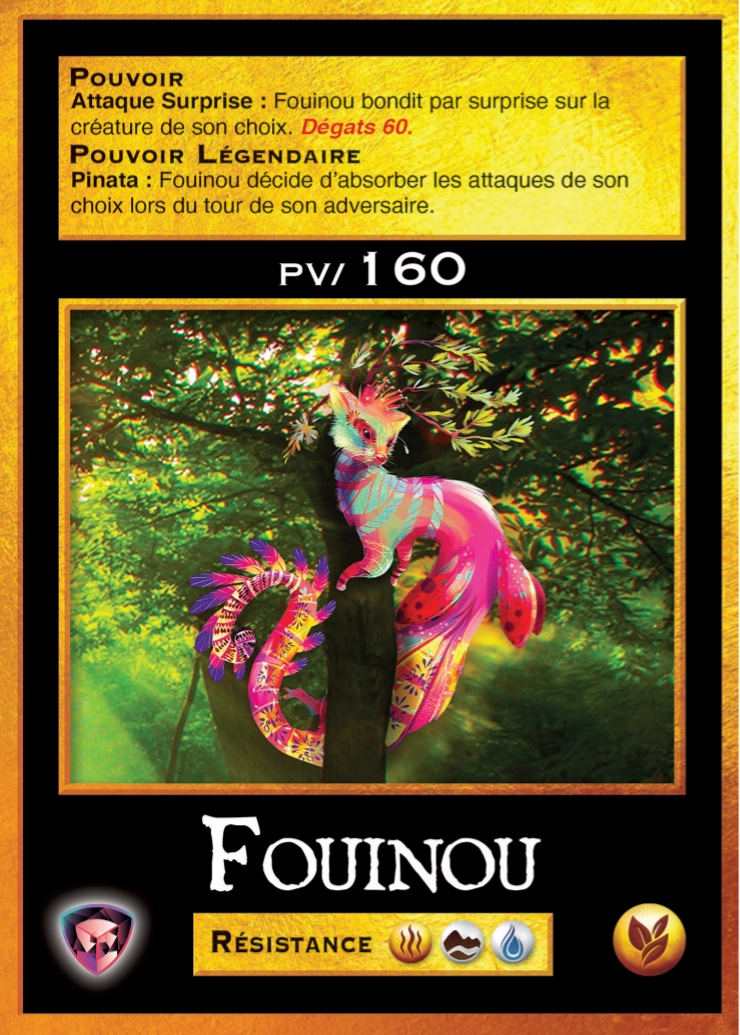 Pouvoir
Attaque Surprise : Fouinou bondit par surprise sur la
créature de son choix. Dégats 60.
Pouvoir Légendaire
Pinata : Fouinou décide d’absorber les attaques de son
choix lors du tour de son adversaire.
PV/ 160
Fouinou
Résistance